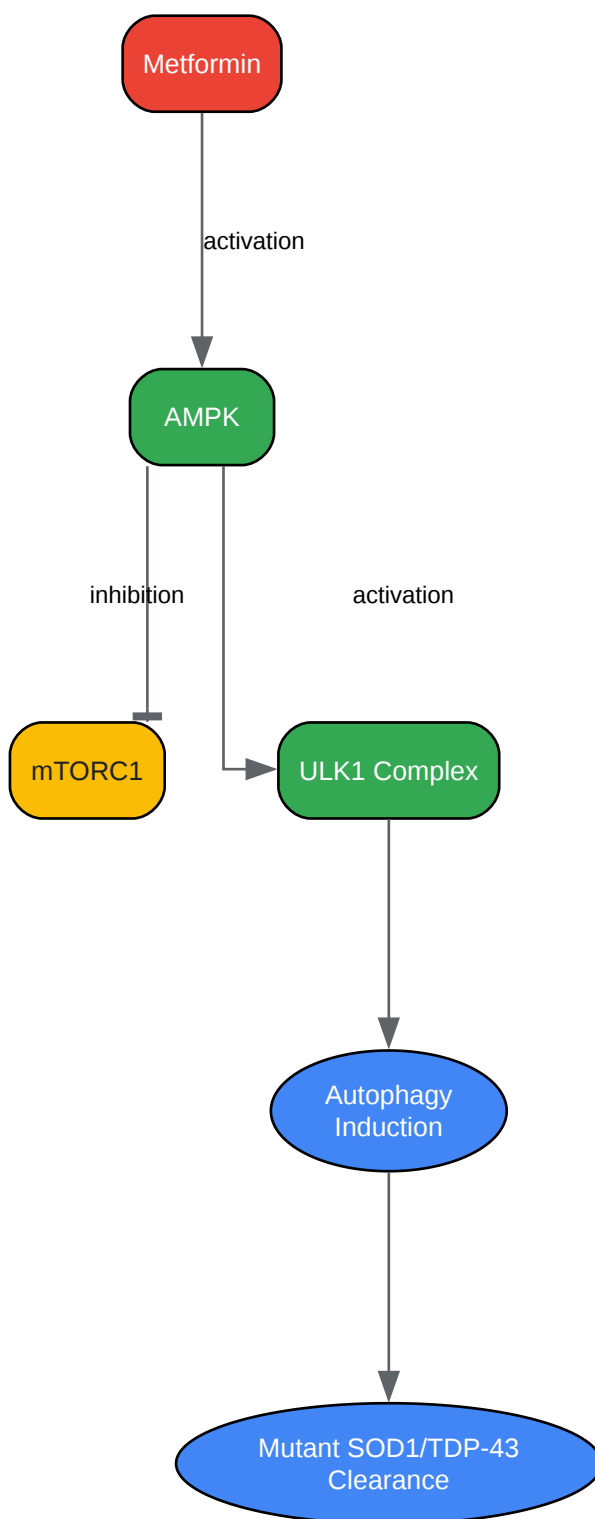 Metformin
activation
AMPK
inhibition
activation
mTORC1
ULK1 Complex
Autophagy
Induction
Mutant SOD1/TDP-43
Clearance